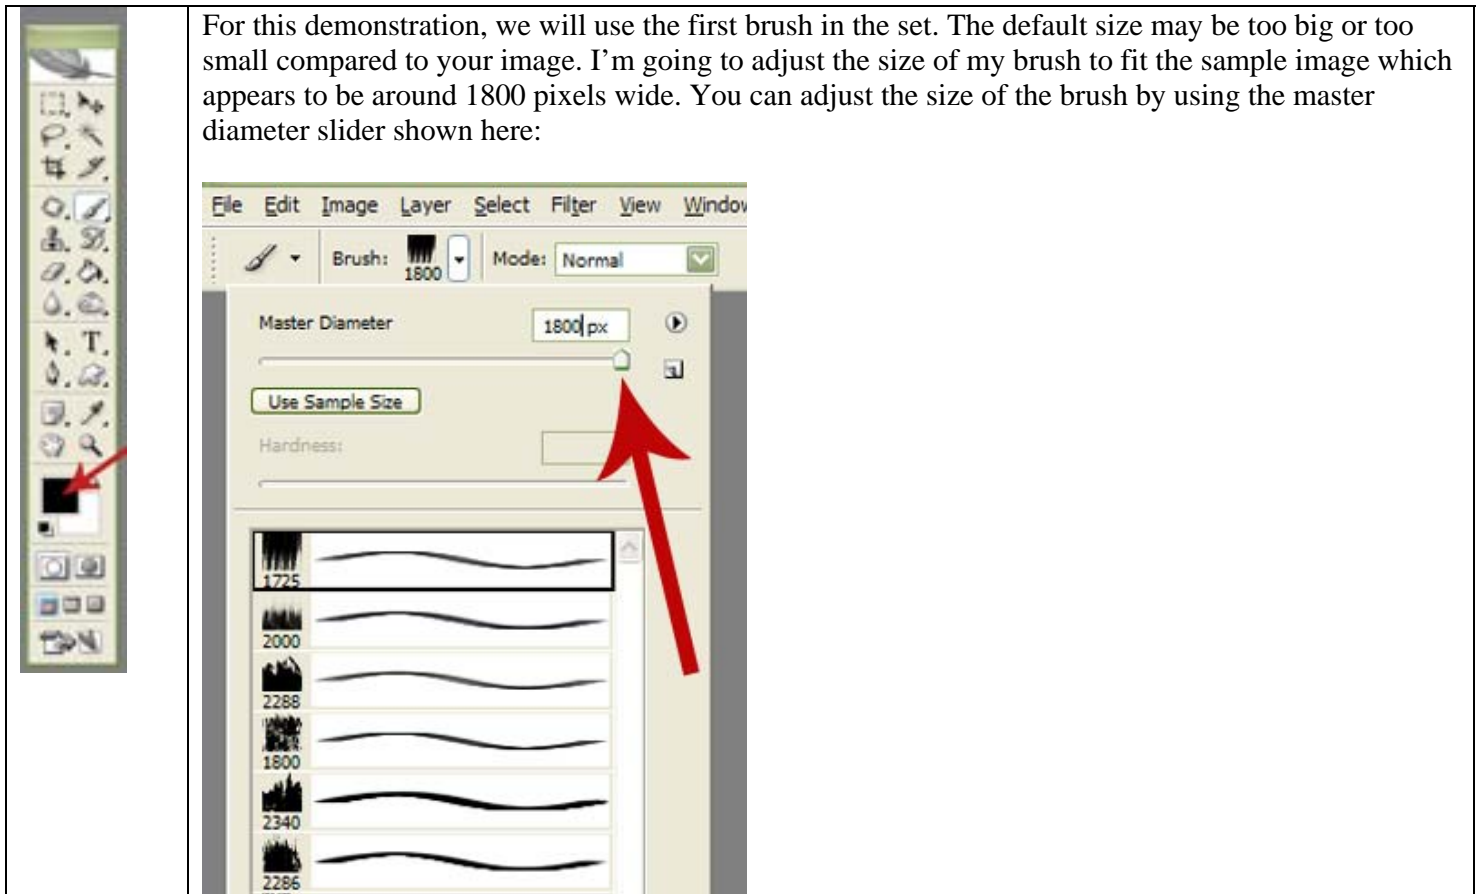 For this demonstration, we will use the first brush in the set. The default size may be too big or too
small compared to your image. I’m going to adjust the size of my brush to fit the sample image which
appears to be around 1800 pixels wide. You can adjust the size of the brush by using the master
diameter slider shown here:
File Edit Image Layer Select Filter View Window
Brush: 1800 Mode: Normal
Master Diameter 1800 px
Use Sample Size
Hardness:
1725
2000
2288
1800
2340
2286
T